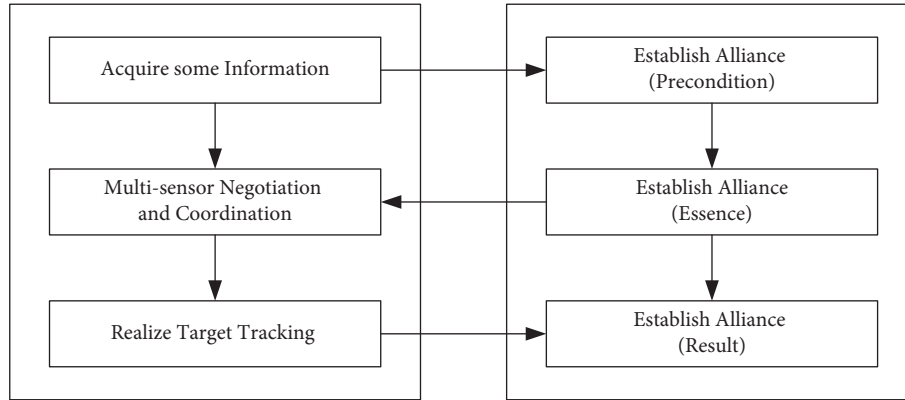 Acquire some Information
Establish Alliance
(Precondition)
Multi-sensor Negotiation
and Coordination
Establish Alliance
(Essence)
Realize Target Tracking
Establish Alliance
(Result)